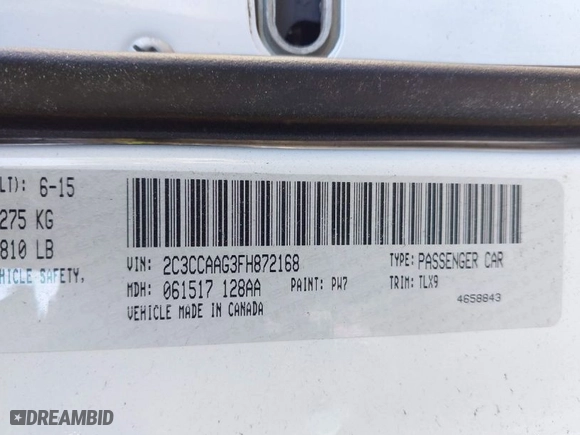 LT): 6-15
275 KG
810 LB
HICLE SAFETY,
VIN: 2C3CCAAG3FH872168 TYPE: PASSENGER CAR
MDH: 061517 128AA PAINT: PW7 TRIM: TLX9
VEHICLE MADE IN CANADA 4658843
DREAMBID